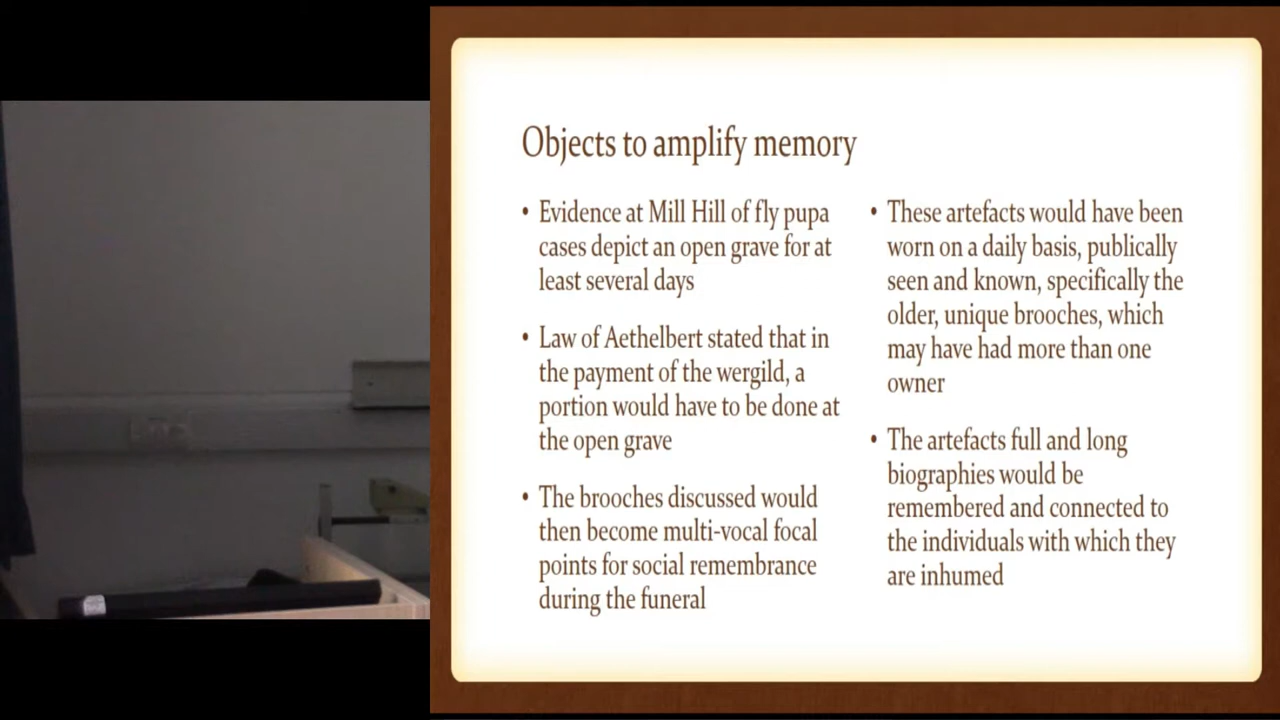 Objects to amplify memory
• Evidence at Mill Hill of fly pupa
cases depict an open grave for at
least several days
• Law of Aethelbert stated that in
the payment of the wergild, a
portion would have to be done at
the open grave
• The brooches discussed would
then become multi-vocal focal
points for social remembrance
during the funeral
• These artefacts would have been
worn on a daily basis, publically
seen and known, specifically the
older, unique brooches, which
may have had more than one
owner
• The artefacts full and long
biographies would be
remembered and connected to
the individuals with which they
are inhumed